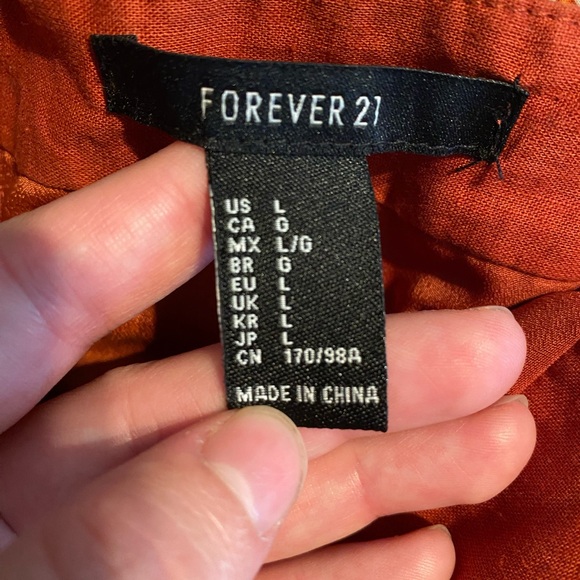 FOREVER 21
US L
CA G
MX L/G
BR G
EU L
UK L
KR L
JP L
CN 170/98A
MADE IN CHINA